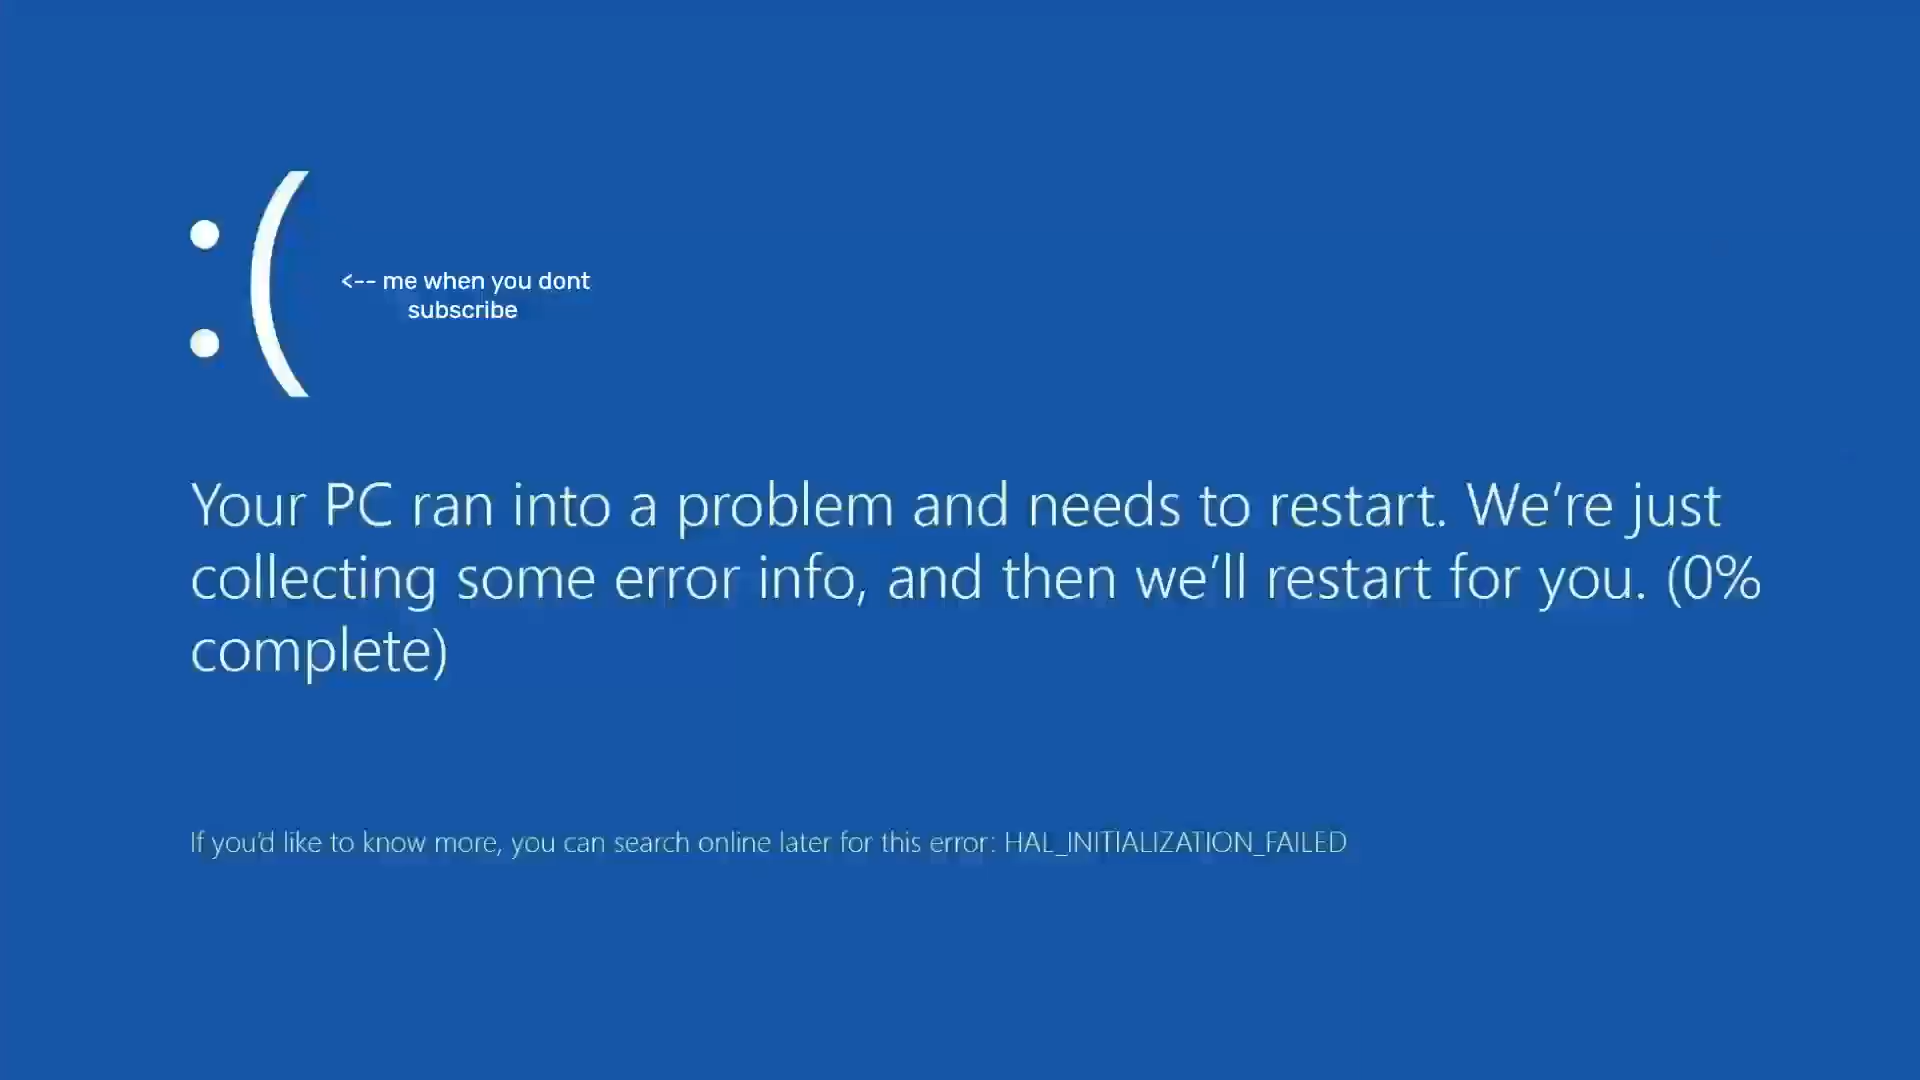 :(
<-- me when you dont
subscribe
Your PC ran into a problem and needs to restart. We’re just
collecting some error info, and then we’ll restart for you. (0%
complete)
If you’d like to know more, you can search online later for this error: HAL_INITIALIZATION_FAILED